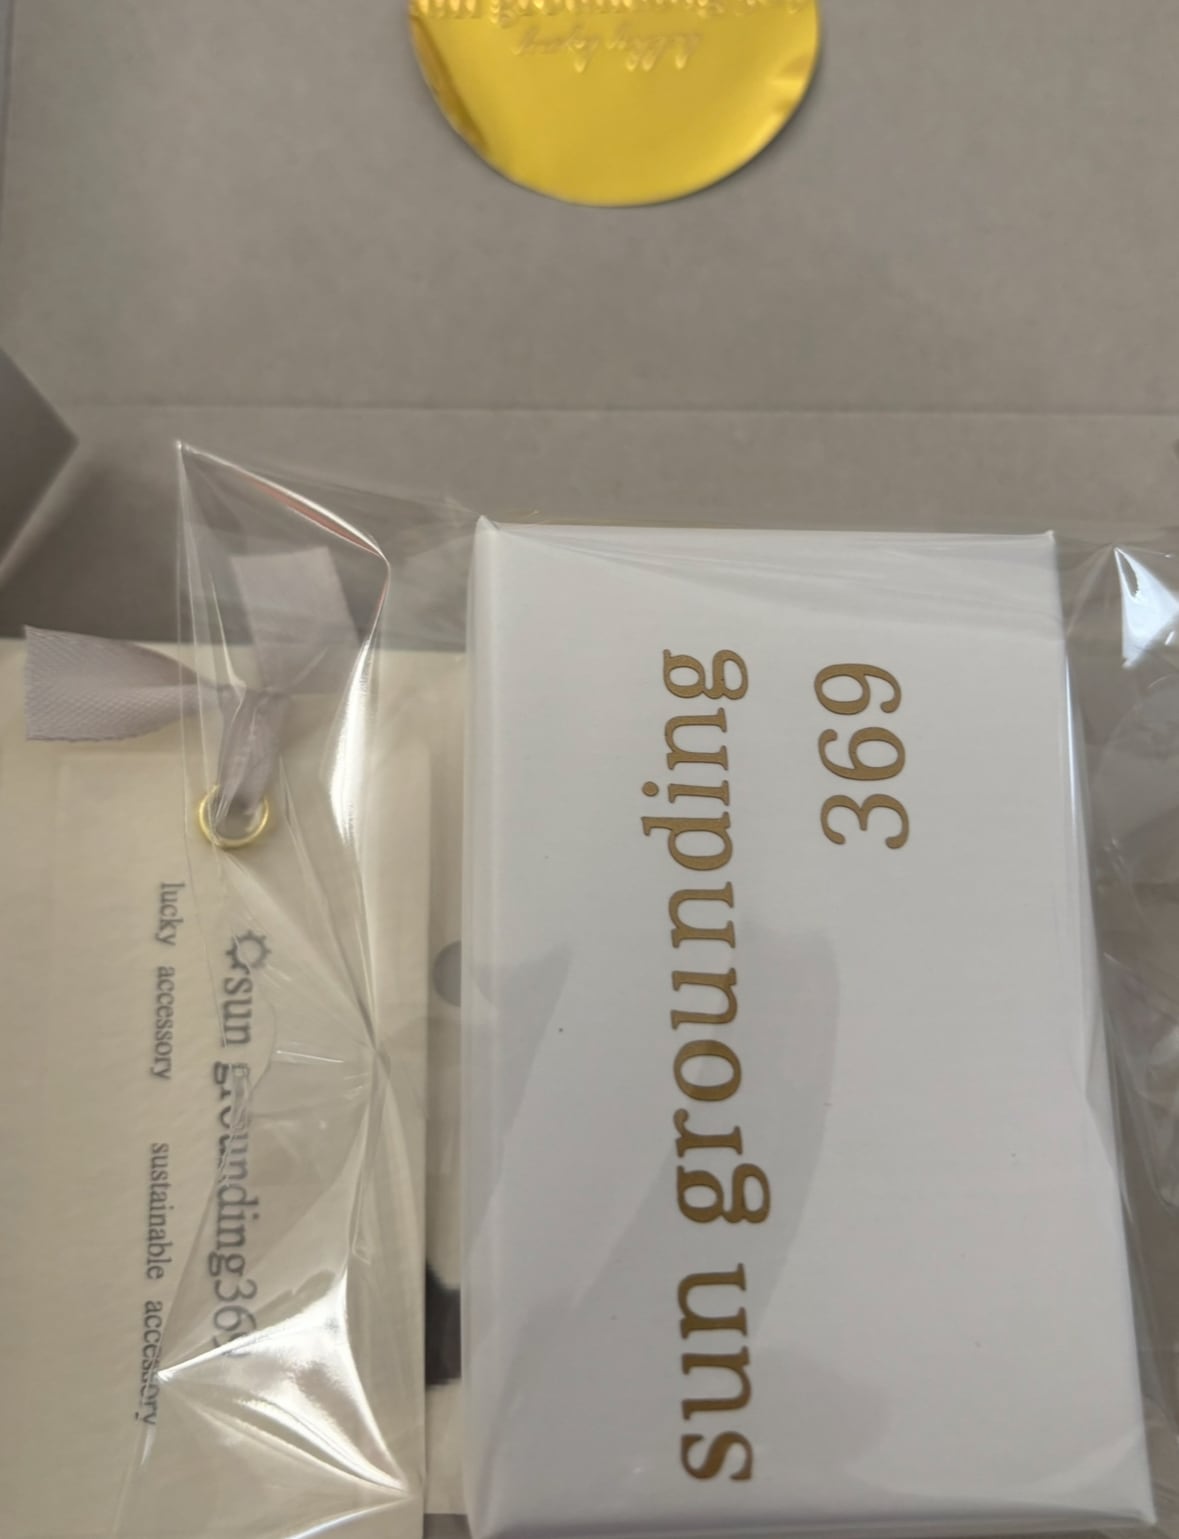 sun grounding
369
sun grounding369
lucky accessory sustainable accessory